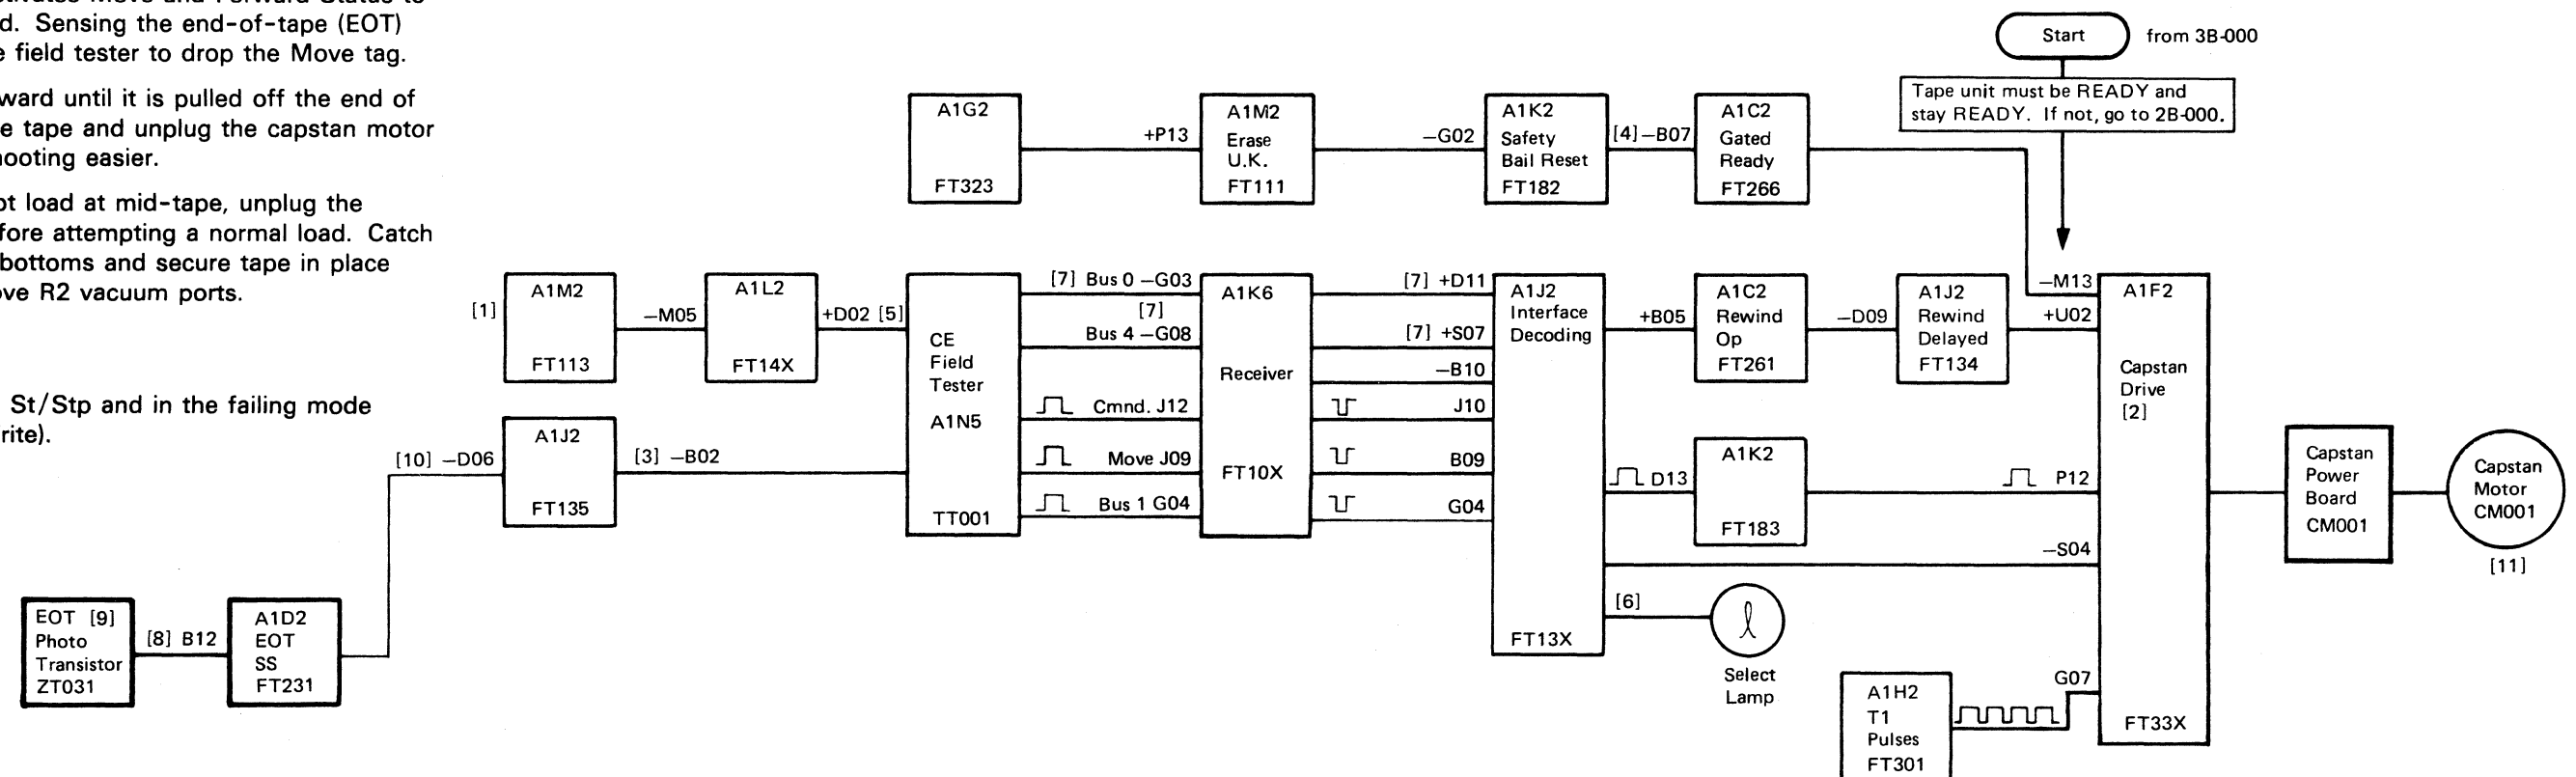 ctivates Move and Forward Status to
d. Sensing the end-of-tape (EOT)
e field tester to drop the Move tag.
ward until it is pulled off the end of
e tape and unplug the capstan motor
hooting easier.
ot load at mid-tape, unplug the
fore attempting a normal load. Catch
bottoms and secure tape in place
ove R2 vacuum ports.
St/Stp and in the failing mode
rite).
Start
from 3B-000
Tape unit must be READY and
stay READY. If not, go to 2B-000.
A1G2
FT323
+P13
A1M2
Erase
U.K.
FT111
−G02
A1K2
Safety
Bail Reset
FT182
[4] −B07
A1C2
Gated
Ready
FT266
−M13
[1]
A1M2
FT113
−M05
A1L2
FT14X
+D02 [5]
CE
Field
Tester
A1N5
TT001
[7] Bus 0 −G03
[7]
Bus 4 −G08
Cmnd. J12
Move J09
Bus 1 G04
A1K6
Receiver
FT10X
[7] +D11
[7] +S07
−B10
J10
B09
G04
A1J2
Interface
Decoding
FT13X
+B05
A1C2
Rewind
Op
FT261
−D09
A1J2
Rewind
Delayed
FT134
+U02
A1F2
Capstan
Drive
[2]
FT33X
D13
A1K2
FT183
P12
−S04
[6]
Select
Lamp
G07
A1H2
T1
Pulses
FT301
Capstan
Power
Board
CM001
Capstan
Motor
CM001
[11]
[10] −D06
A1J2
FT135
[3] −B02
EOT [9]
Photo
Transistor
ZT031
[8] B12
A1D2
EOT
SS
FT231